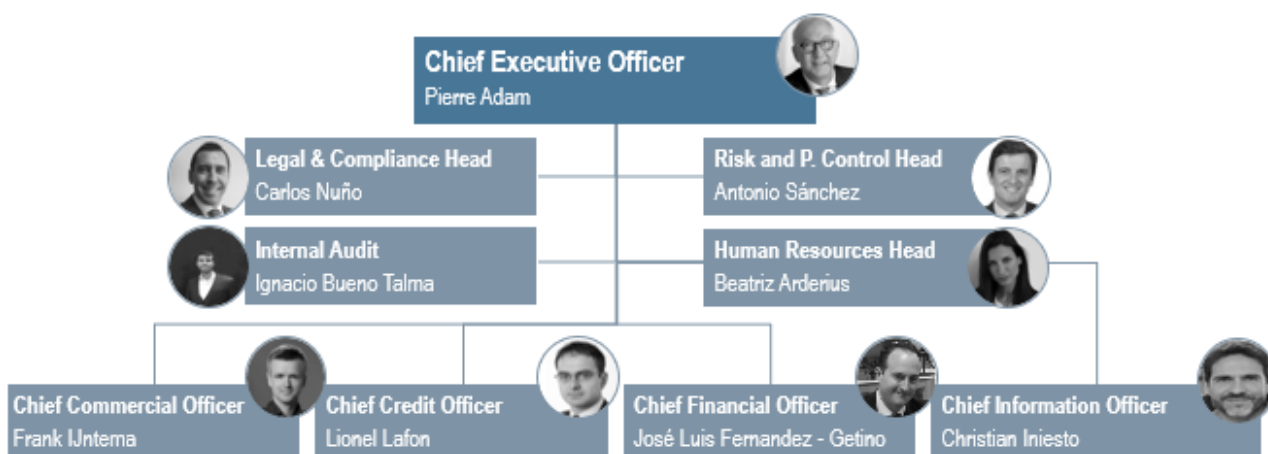 Chief Executive Officer
Pierre Adam
Legal & Compliance Head
Carlos Nuño
Risk and P. Control Head
Antonio Sánchez
Internal Audit
Ignacio Bueno Talma
Human Resources Head
Beatriz Arderius
Chief Commercial Officer
Frank IJntema
Chief Credit Officer
Lionel Lafon
Chief Financial Officer
José Luis Fernandez - Getino
Chief Information Officer
Christian Iniesto